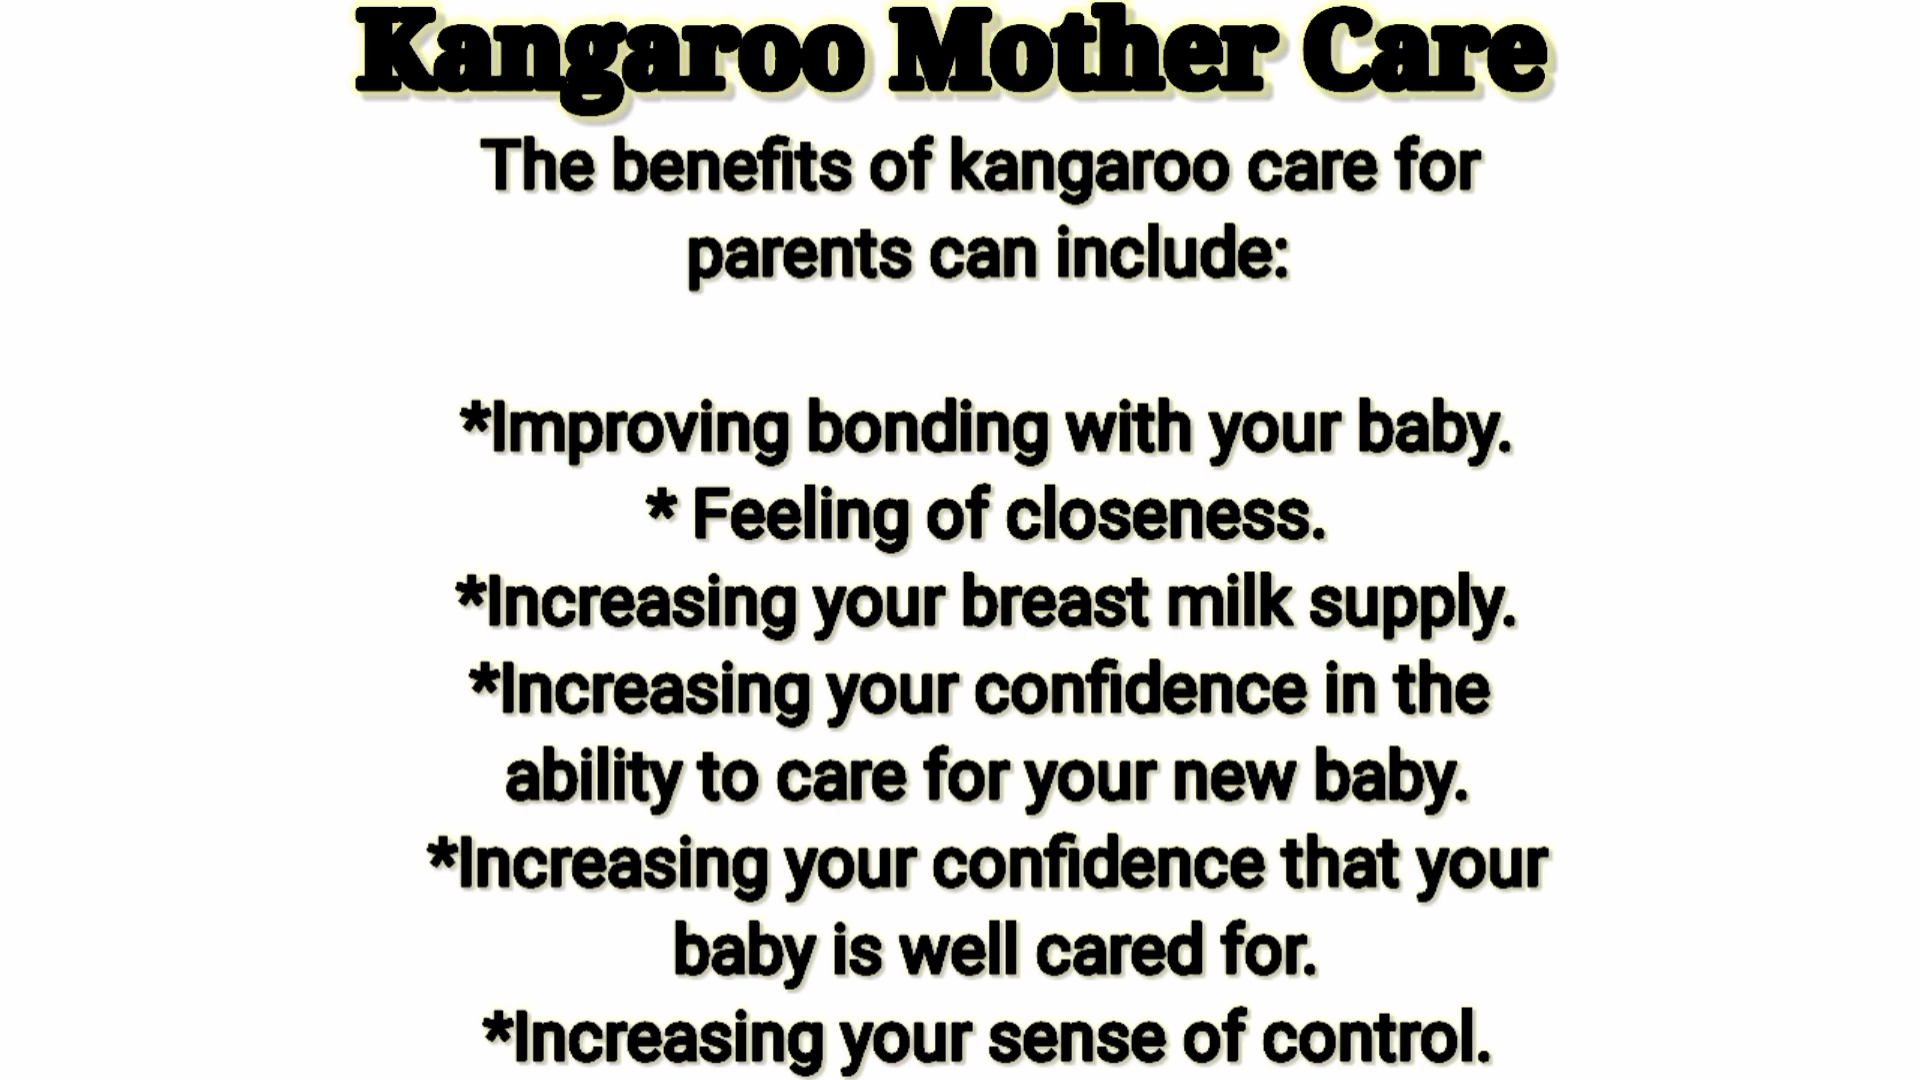 Kangaroo Mother Care
The benefits of kangaroo care for
parents can include:
*Improving bonding with your baby.
* Feeling of closeness.
*Increasing your breast milk supply.
*Increasing your confidence in the
ability to care for your new baby.
*Increasing your confidence that your
baby is well cared for.
*Increasing your sense of control.